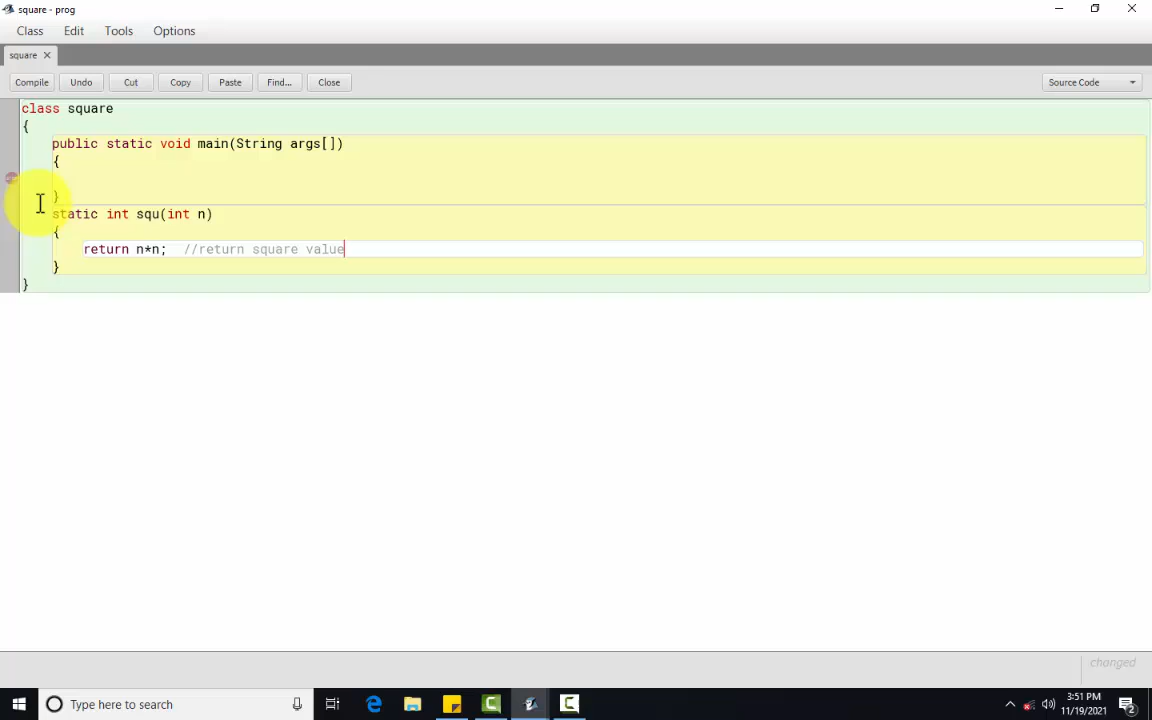 square - prog
Class Edit Tools Options
square
Compile Undo Cut Copy Paste Find... Close Source Code
class square
{
public static void main(String args[])
{
}
static int squ(int n)
{
return n*n; //return square value
}
}
changed
Type here to search
3:51 PM
11/19/2021
2